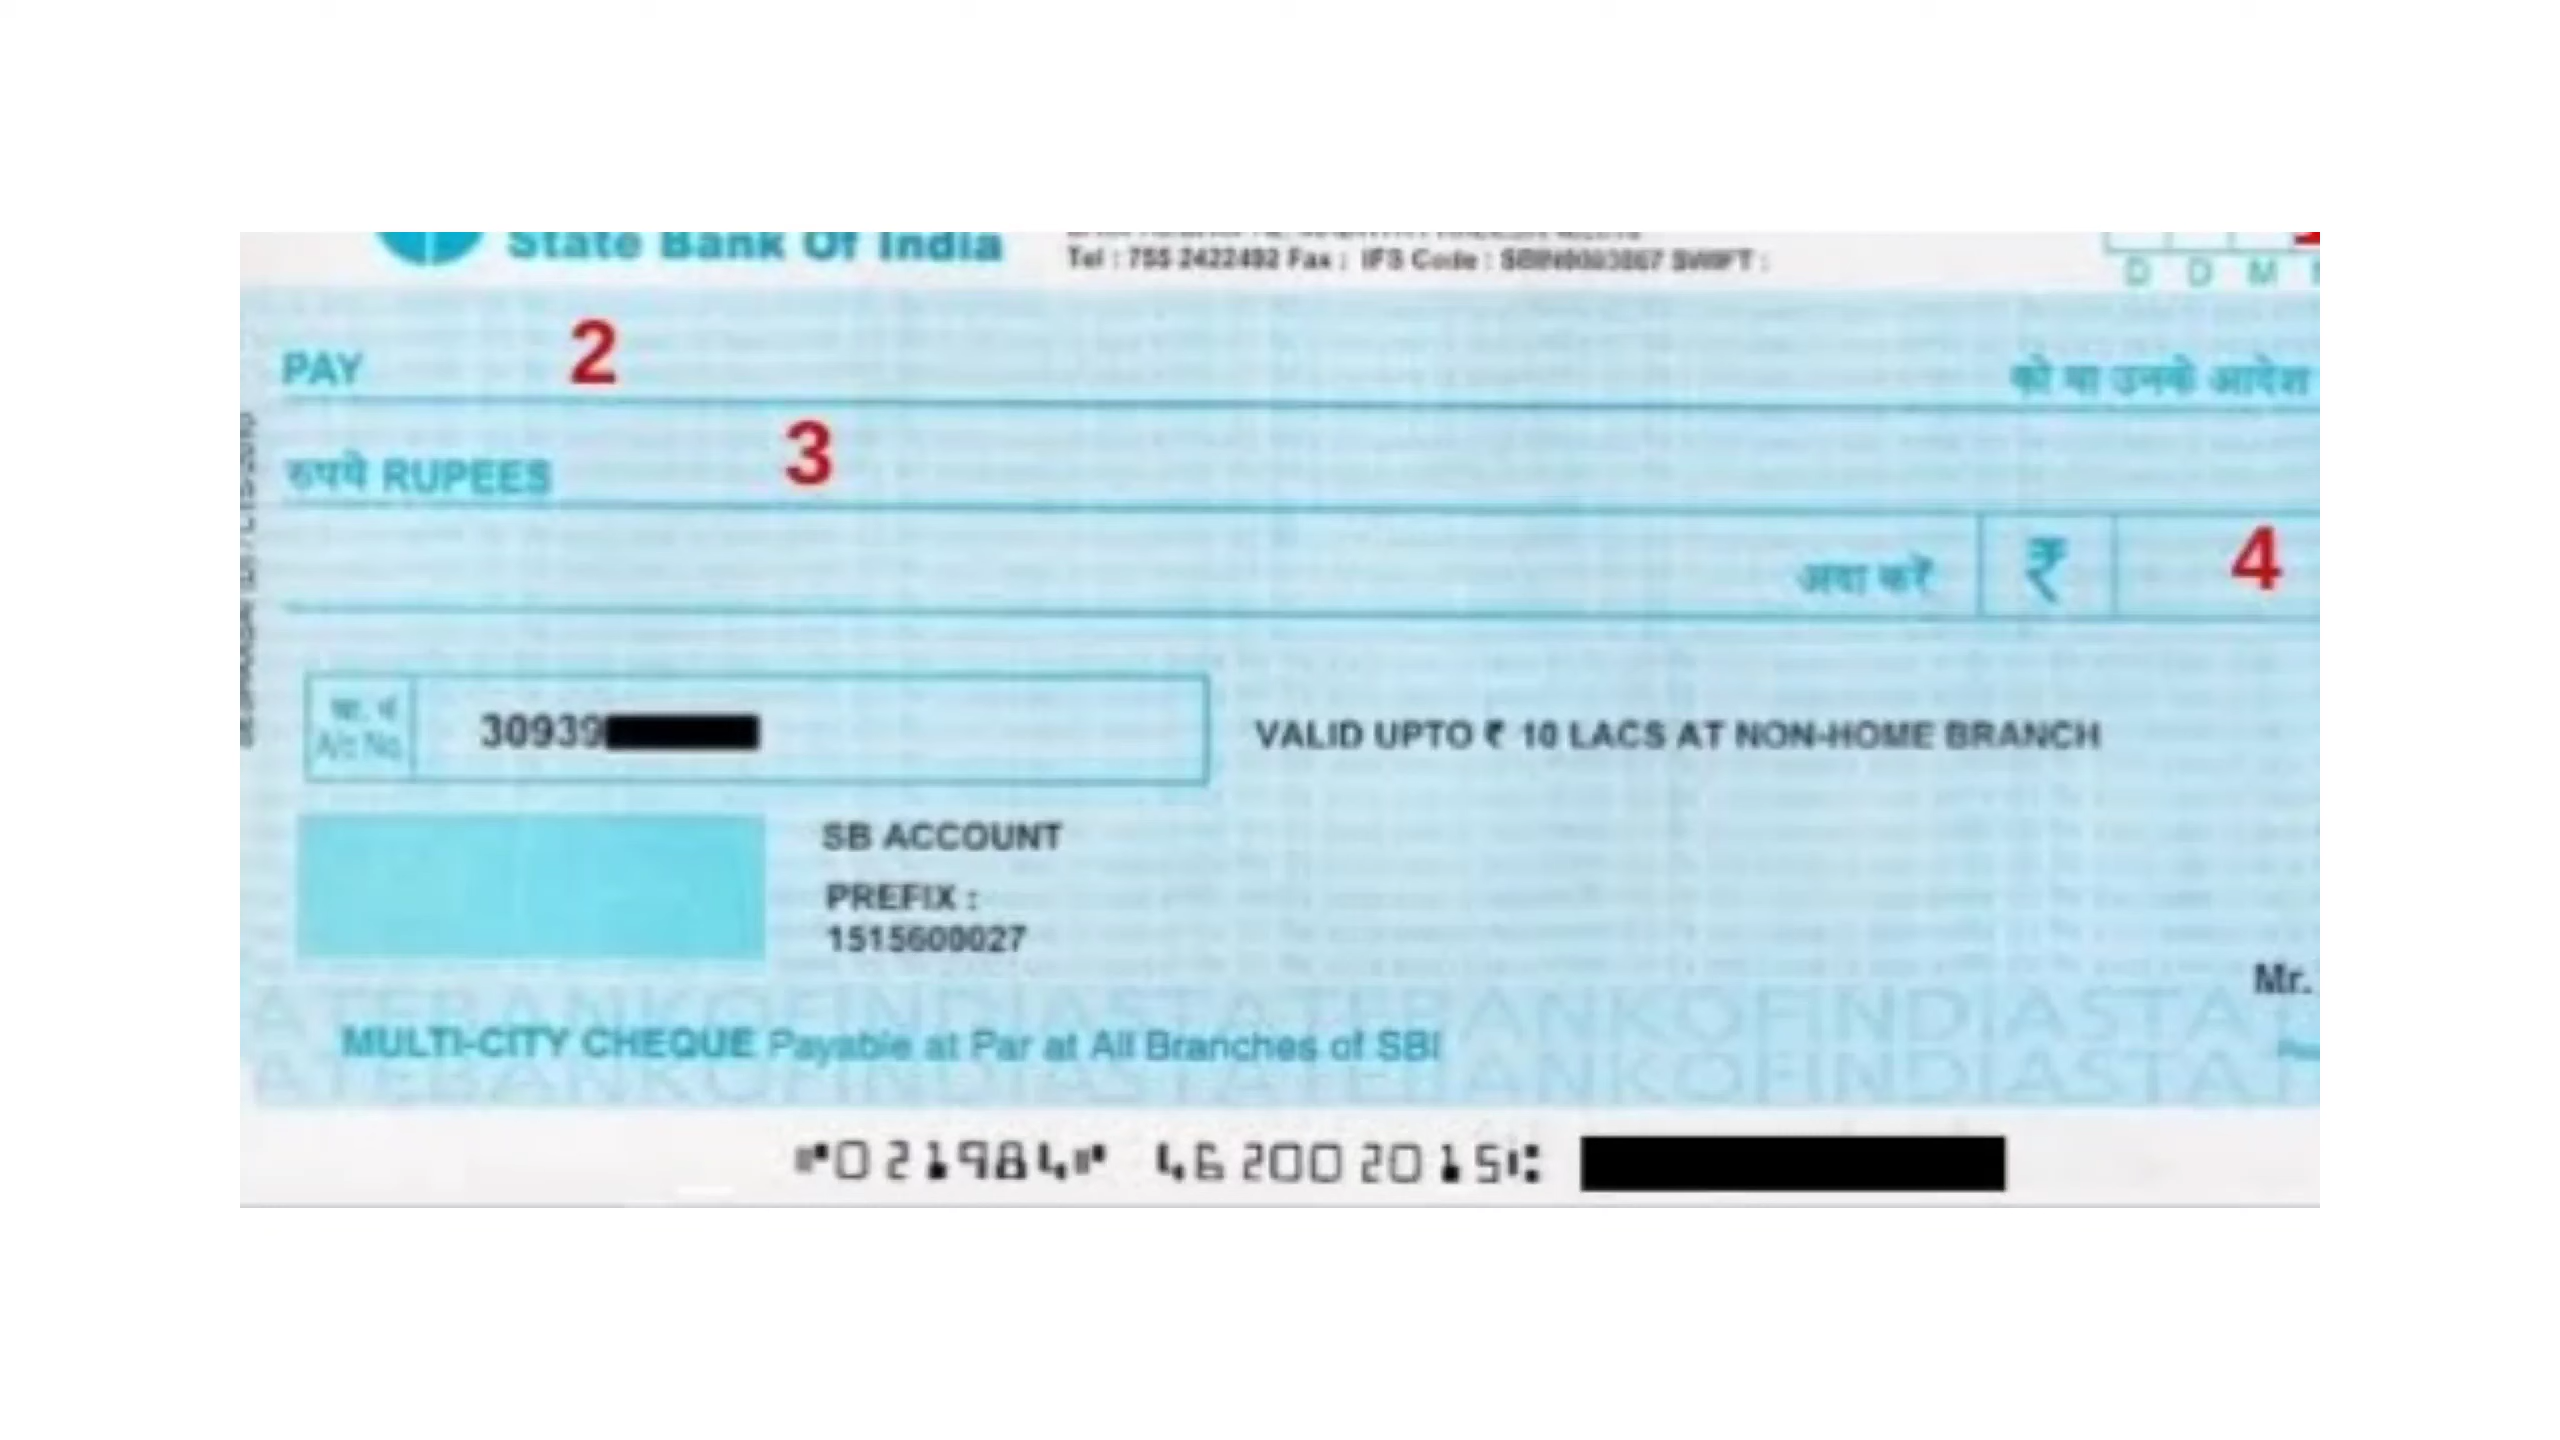 State Bank Of India
Tel : 755 2422492 Fax : IFS Code : SWIFT :
D D M
PAY 2 को या उनके आदेश
रुपये RUPEES 3
अदा करें ₹ 4
खा. सं.
A/c No. 30939
VALID UPTO ₹ 10 LACS AT NON-HOME BRANCH
SB ACCOUNT
PREFIX :
1515600027
Mr.
MULTI-CITY CHEQUE Payable at Par at All Branches of SBI
⑈021984⑈ 462002015⑆